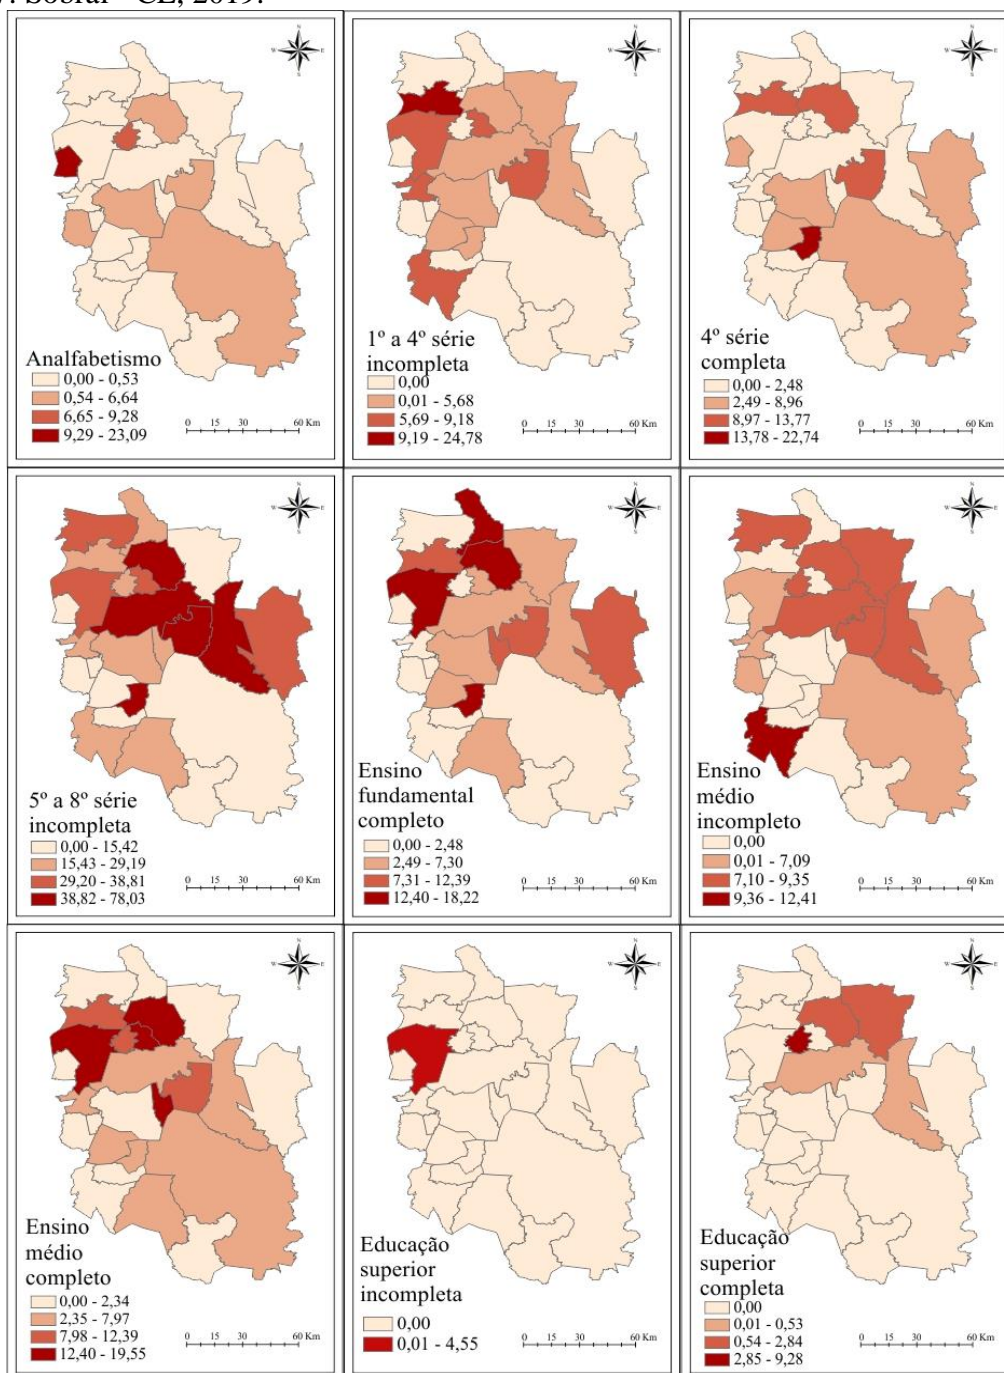 7. Sobral - CE, 2019.
N
W
E
S
Analfabetismo
0,00 - 0,53
0,54 - 6,64
6,65 - 9,28
9,29 - 23,09
0 15 30 60 Km
N
W
E
S
1º a 4º série
incompleta
0,00
0,01 - 5,68
5,69 - 9,18
9,19 - 24,78
0 15 30 60 Km
N
W
E
S
4º série
completa
0,00 - 2,48
2,49 - 8,96
8,97 - 13,77
13,78 - 22,74
0 15 30 60 Km
N
W
E
S
5º a 8º série
incompleta
0,00 - 15,42
15,43 - 29,19
29,20 - 38,81
38,82 - 78,03
0 15 30 60 Km
N
W
E
S
Ensino
fundamental
completo
0,00 - 2,48
2,49 - 7,30
7,31 - 12,39
12,40 - 18,22
0 15 30 60 Km
N
W
E
S
Ensino
médio
incompleto
0,00
0,01 - 7,09
7,10 - 9,35
9,36 - 12,41
0 15 30 60 Km
N
W
E
S
Ensino
médio
completo
0,00 - 2,34
2,35 - 7,97
7,98 - 12,39
12,40 - 19,55
0 15 30 60 Km
N
W
E
S
Educação
superior
incompleta
0,00
0,01 - 4,55
0 15 30 60 Km
N
W
E
S
Educação
superior
completa
0,00
0,01 - 0,53
0,54 - 2,84
2,85 - 9,28
0 15 30 60 Km